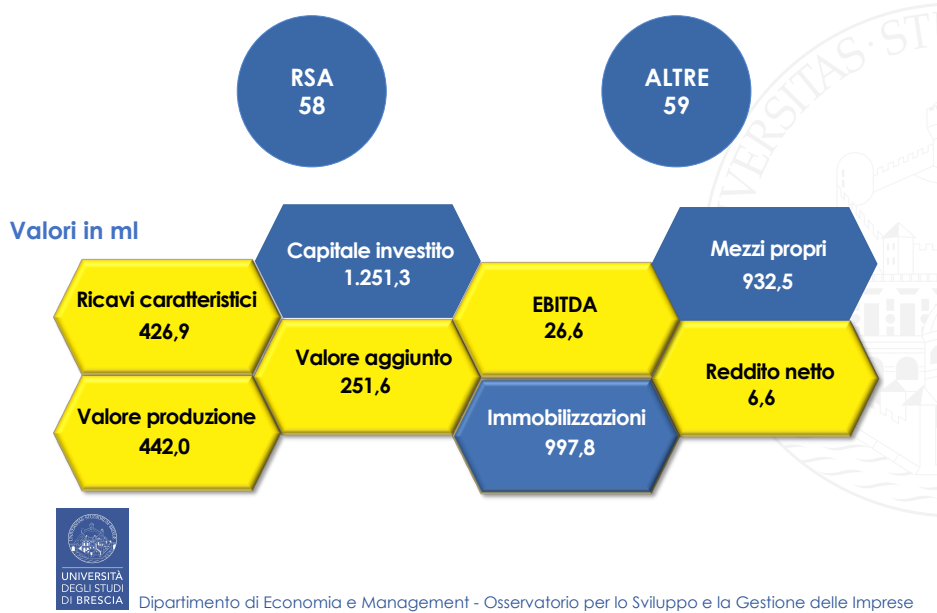 RSA
58
ALTRE
59
Valori in ml
Capitale investito
1.251,3
Mezzi propri
932,5
Ricavi caratteristici
426,9
EBITDA
26,6
Valore aggiunto
251,6
Reddito netto
6,6
Valore produzione
442,0
Immobilizzazioni
997,8
UNIVERSITÀ
DEGLI STUDI
DI BRESCIA
Dipartimento di Economia e Management - Osservatorio per lo Sviluppo e la Gestione delle Imprese